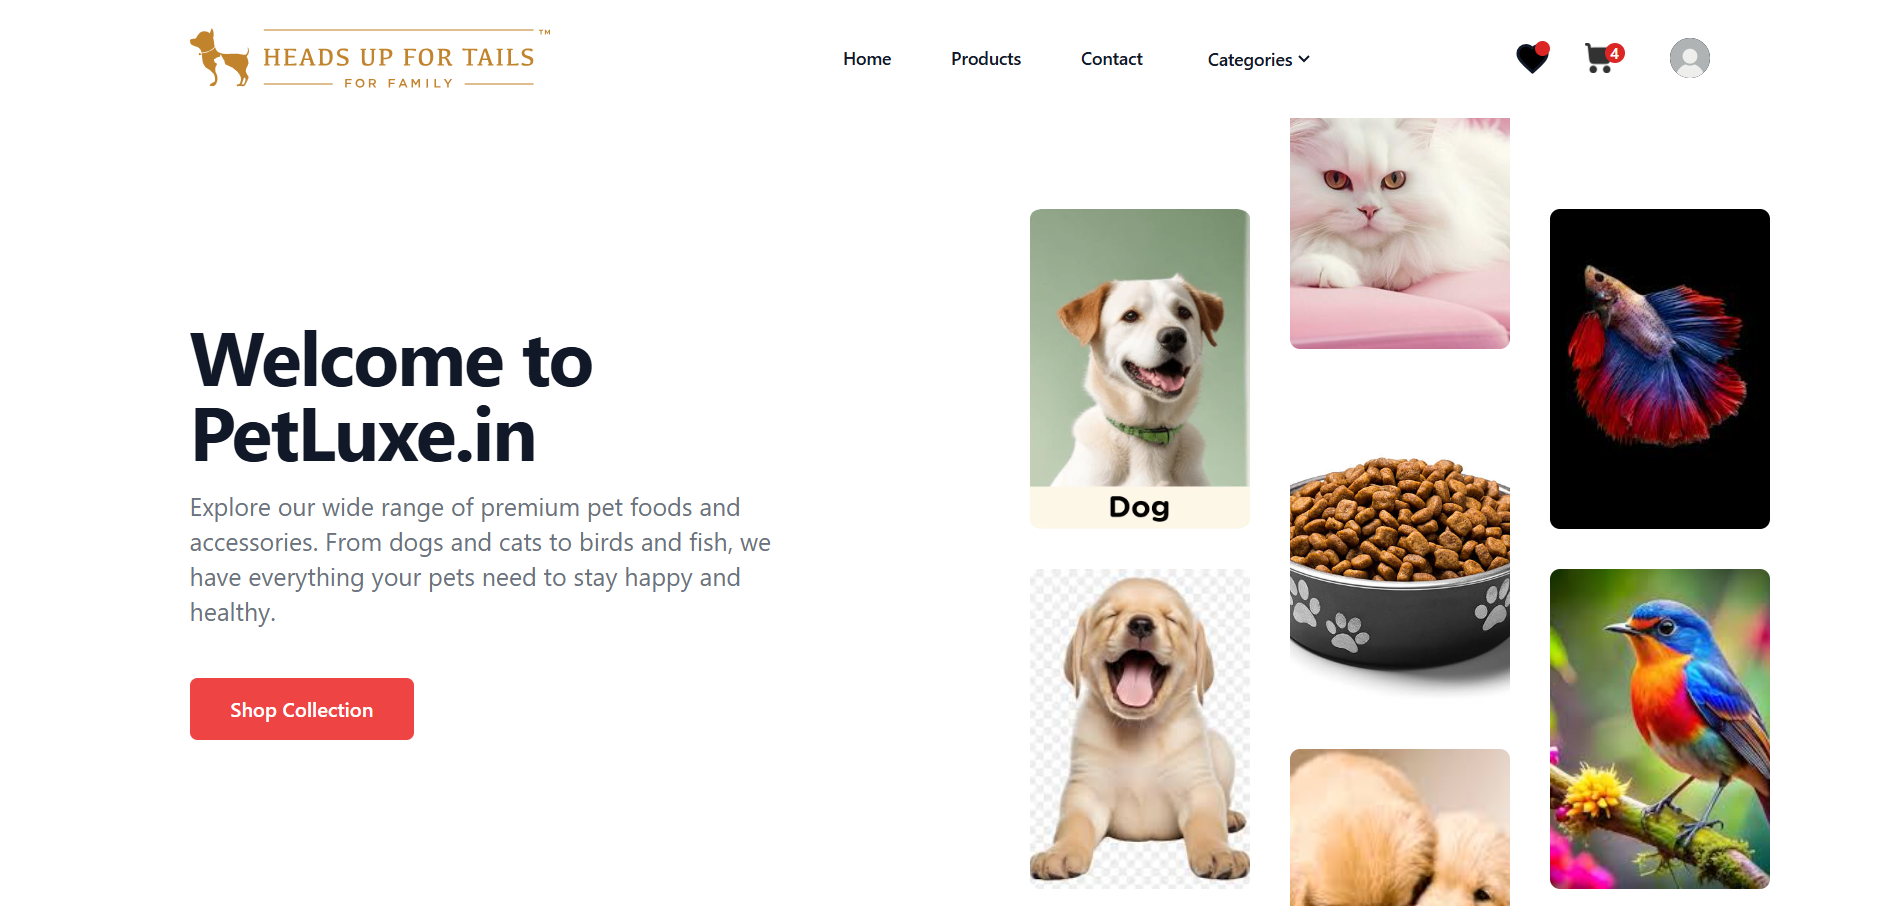 HEADS UP FOR TAILS ™
FOR FAMILY
Home
Products
Contact
Categories
4
Welcome to
PetLuxe.in
Explore our wide range of premium pet foods and
accessories. From dogs and cats to birds and fish, we
have everything your pets need to stay happy and
healthy.
Shop Collection
Dog